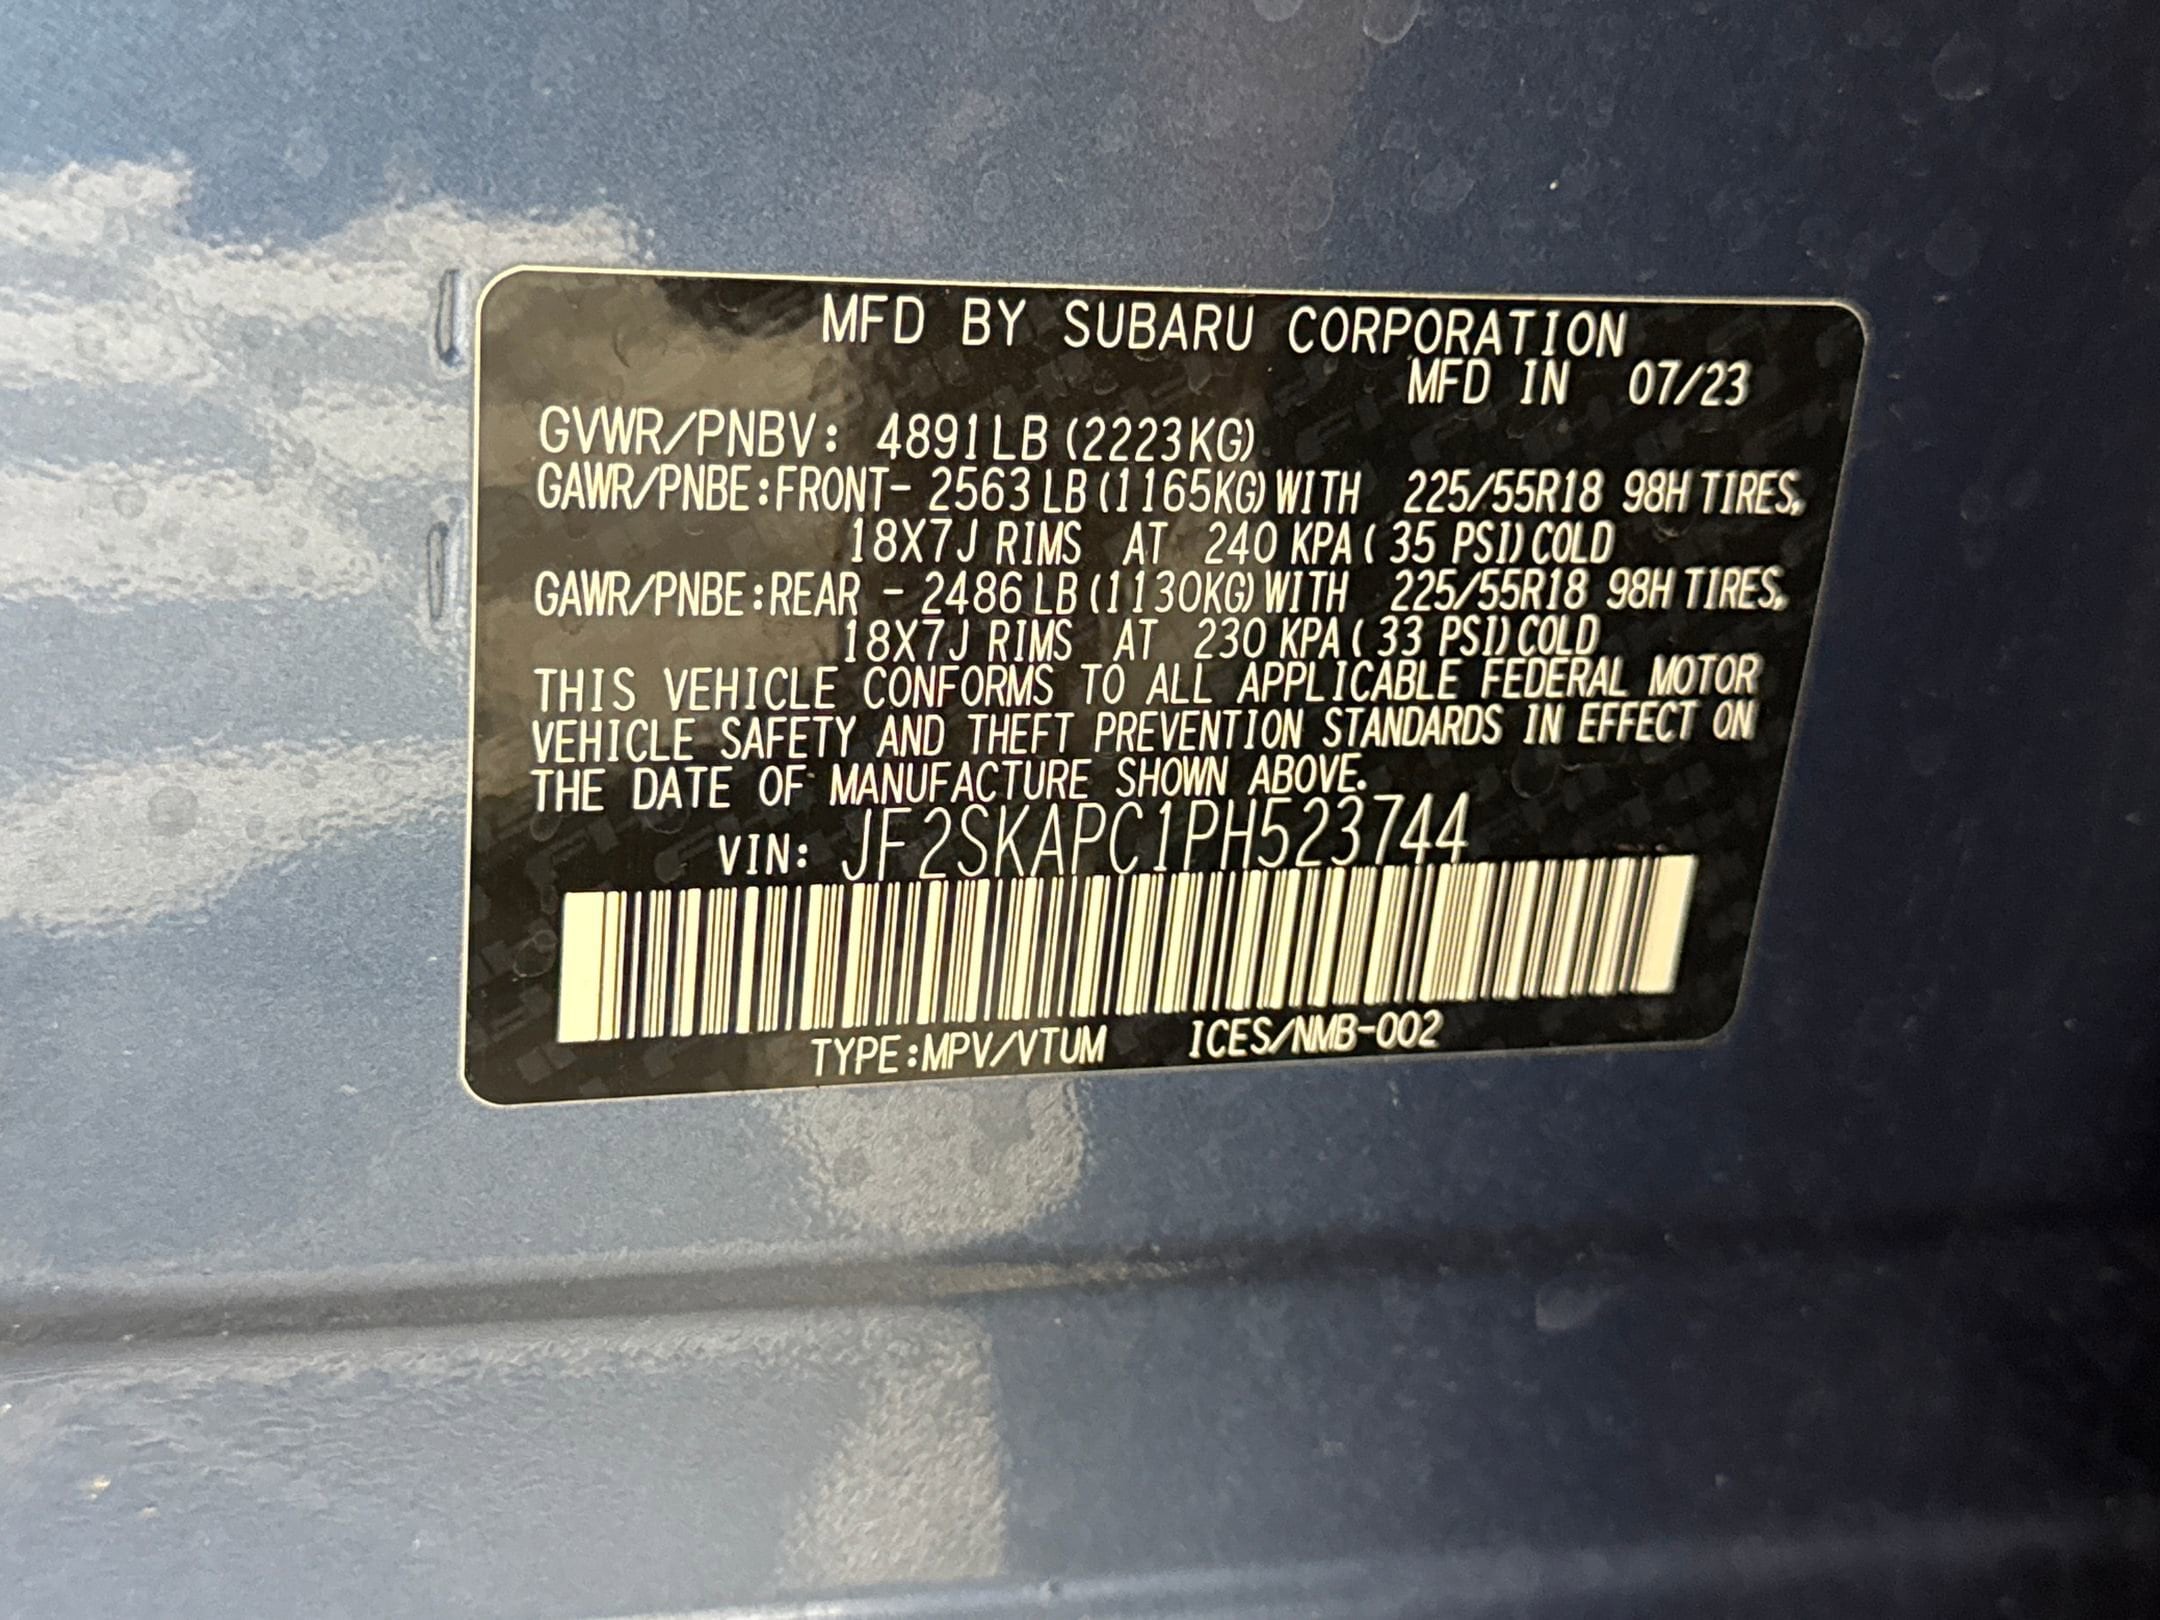 MFD BY SUBARU CORPORATION
MFD IN 07/23
GVWR/PNBV: 4891LB (2223KG)
GAWR/PNBE:FRONT- 2563 LB (1165KG) WITH 225/55R18 98H TIRES,
18X7J RIMS AT 240 KPA ( 35 PSI) COLD
GAWR/PNBE:REAR - 2486 LB (1130KG) WITH 225/55R18 98H TIRES,
18X7J RIMS AT 230 KPA ( 33 PSI) COLD
THIS VEHICLE CONFORMS TO ALL APPLICABLE FEDERAL MOTOR
VEHICLE SAFETY AND THEFT PREVENTION STANDARDS IN EFFECT ON
THE DATE OF MANUFACTURE SHOWN ABOVE.
VIN: JF2SKAPC1PH523744
TYPE:MPV/VTUM ICES/NMB-002